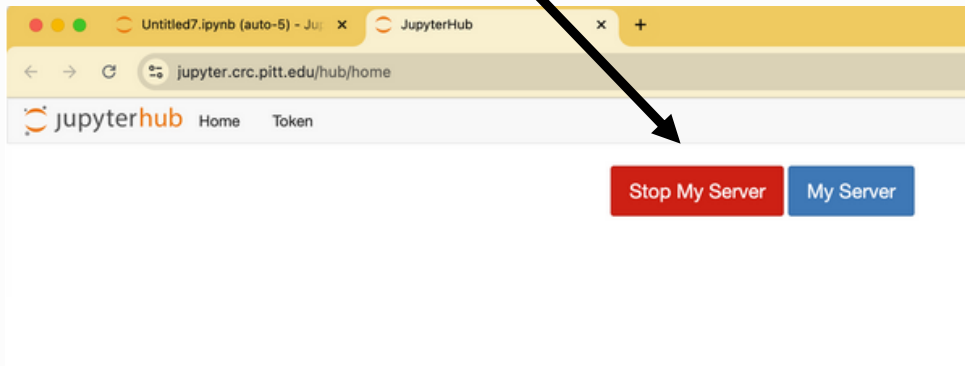 Untitled7.ipynb (auto-5) - Ju
JupyterHub
jupyter.crc.pitt.edu/hub/home
jupyterhub Home Token
Stop My Server My Server